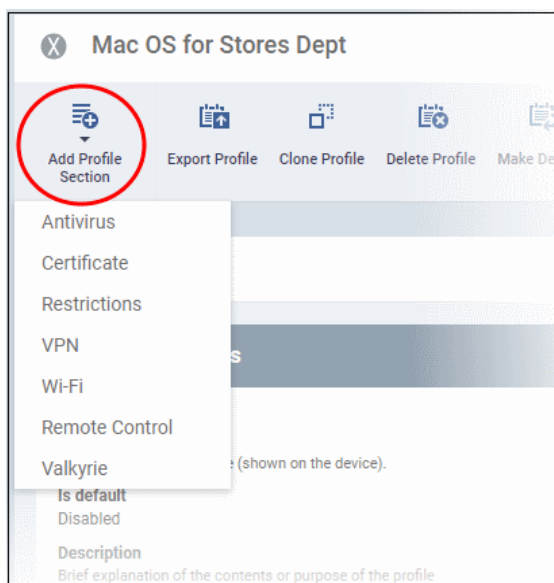 Mac OS for Stores Dept
Add Profile Section
Export Profile
Clone Profile
Delete Profile
Make De
Antivirus
Certificate
Restrictions
VPN
s
Wi-Fi
Remote Control
Valkyrie
(shown on the device).
Is default
Disabled
Description
Brief explanation of the contents or purpose of the profile